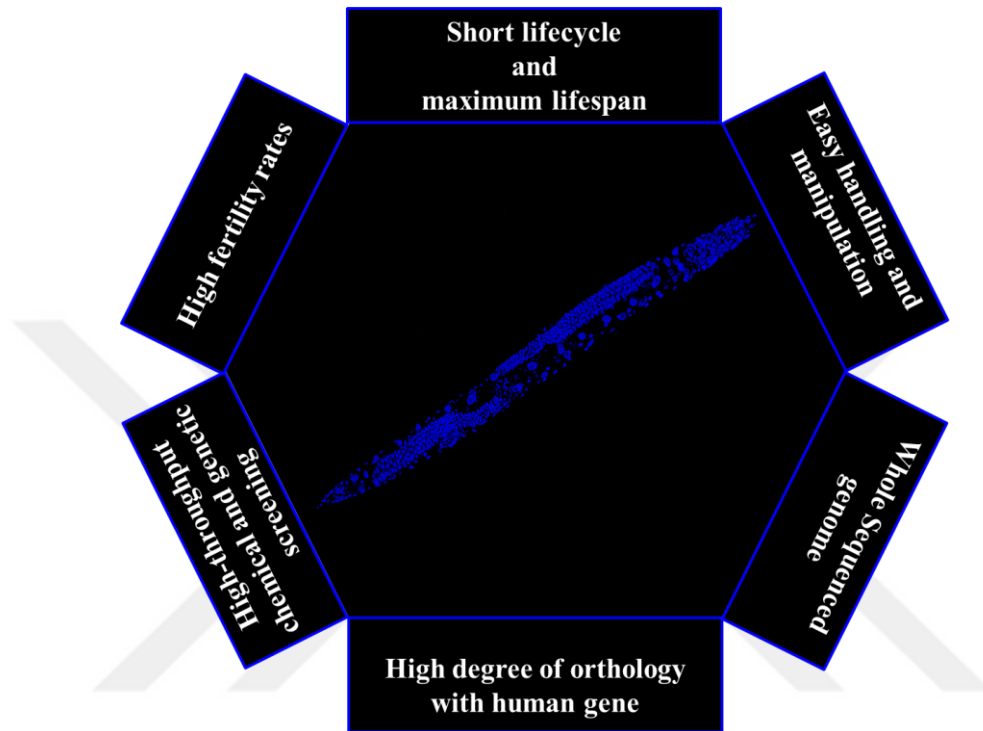 Short lifecycle
and
maximum lifespan
Easy handling and
manipulation
Whole Sequenced
genome
High degree of orthology
with human gene
High-throughput
chemical and genetic
screening
High fertility rates